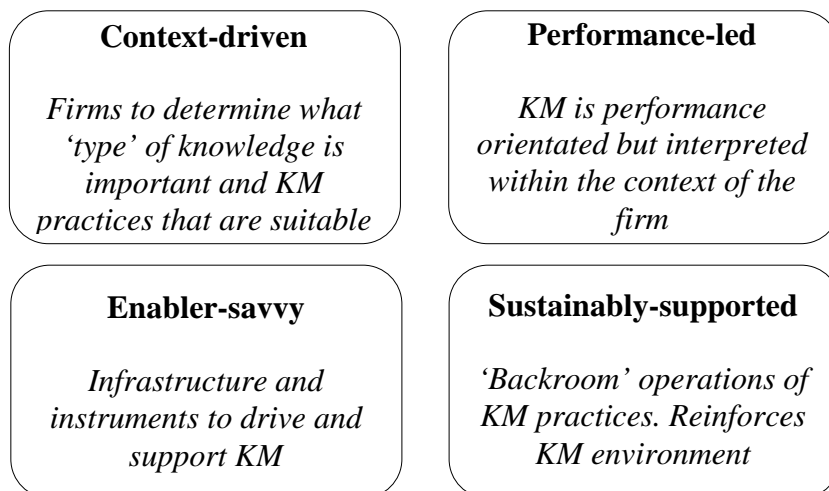 Context-driven
Firms to determine what
‘type’ of knowledge is
important and KM
practices that are suitable
Performance-led
KM is performance
orientated but interpreted
within the context of the
firm
Enabler-savvy
Infrastructure and
instruments to drive and
support KM
Sustainably-supported
‘Backroom’ operations of
KM practices. Reinforces
KM environment